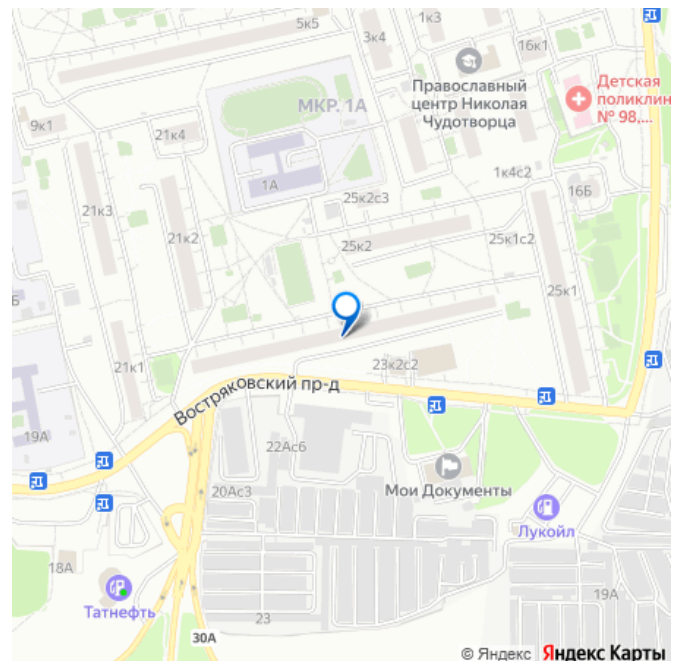 5к5
1к3
3к4
16к1
Православный
центр Николая
Чудотворца
Детская
поликлин
№ 98,...
МКР. 1А
9к1
21к4
1А
1к4с2
16Б
21к3
25к2с3
21к2
25к2
25к1с2
25к1
Б
21к1
23к2с2
Востряковский пр-д
19А
22Ас6
20Ас3
Мои Документы
Лукойл
18А
Татнефть
23
19А
30А
© Яндекс Яндекс Карты